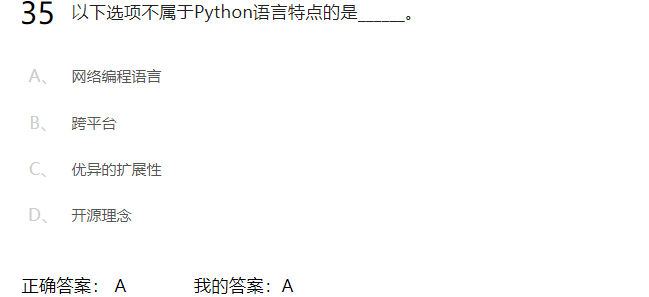 35 以下选项不属于Python语言特点的是______。
A、 网络编程语言
B、 跨平台
C、 优异的扩展性
D、 开源理念
正确答案： A 我的答案：A